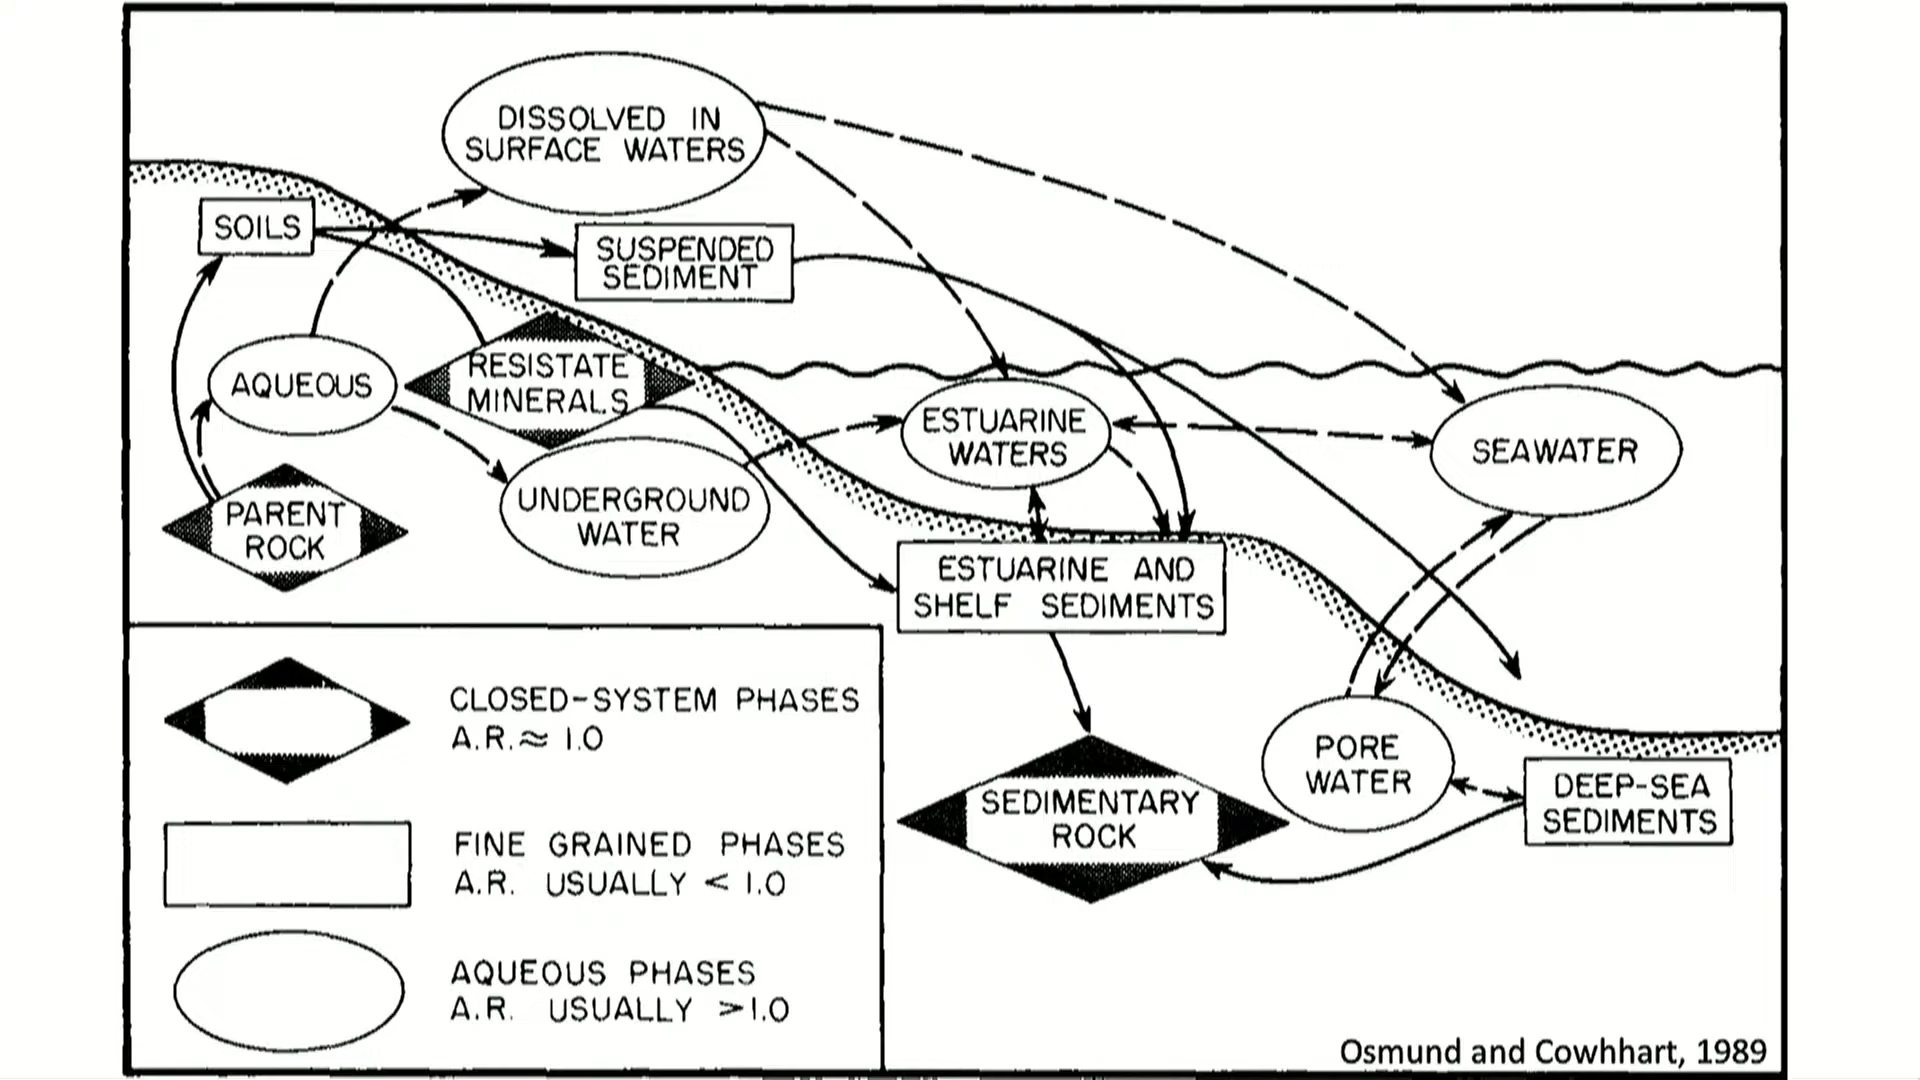 DISSOLVED IN
SURFACE WATERS
SOILS
SUSPENDED
SEDIMENT
AQUEOUS
RESISTATE
MINERALS
PARENT
ROCK
UNDERGROUND
WATER
ESTUARINE
WATERS
SEAWATER
ESTUARINE AND
SHELF SEDIMENTS
PORE
WATER
DEEP-SEA
SEDIMENTS
SEDIMENTARY
ROCK
CLOSED-SYSTEM PHASES
A.R.≈ 1.0
FINE GRAINED PHASES
A.R. USUALLY < 1.0
AQUEOUS PHASES
A.R. USUALLY >1.0
Osmund and Cowhhart, 1989